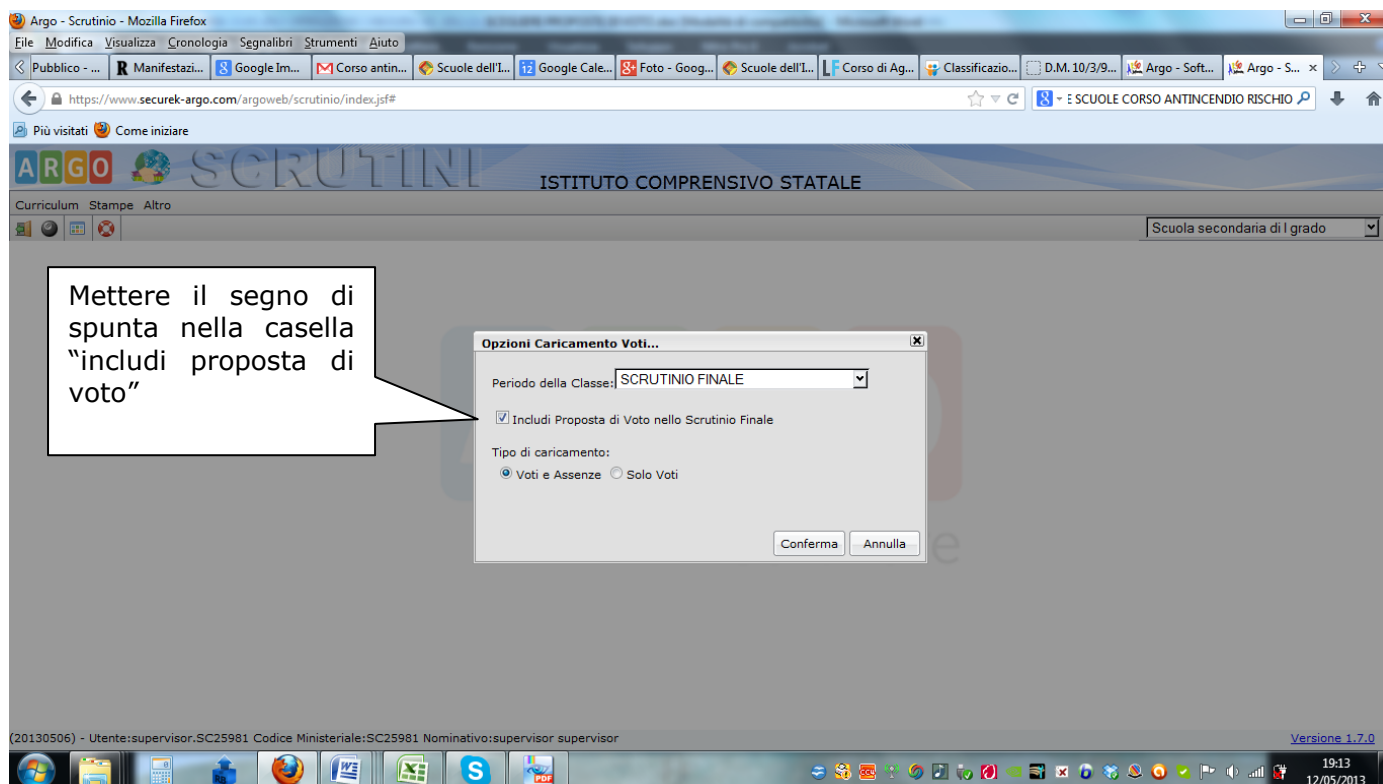 Argo - Scrutinio - Mozilla Firefox
File Modifica Visualizza Cronologia Segnalibri Strumenti Aiuto
Pubblico - ... Manifestazi... Google Im... Corso antin... Scuole dell'I... Google Cale... Foto - Goog... Scuole dell'I... Corso di Ag... Classificazio... D.M. 10/3/9... Argo - Soft... Argo - S...
https://www.securek-argo.com/argoweb/scrutinio/index.jsf# E SCUOLE CORSO ANTINCENDIO RISCHIO
Più visitati Come iniziare
ARGO SCRUTINI
ISTITUTO COMPRENSIVO STATALE
Curriculum Stampe Altro
Scuola secondaria di I grado
Mettere il segno di
spunta nella casella
“includi proposta di
voto”
Opzioni Caricamento Voti...
Periodo della Classe: SCRUTINIO FINALE
Includi Proposta di Voto nello Scrutinio Finale
Tipo di caricamento:
Voti e Assenze Solo Voti
Conferma Annulla
(20130506) - Utente:supervisor.SC25981 Codice Ministeriale:SC25981 Nominativo:supervisor supervisor
Versione 1.7.0
19:13
12/05/2013